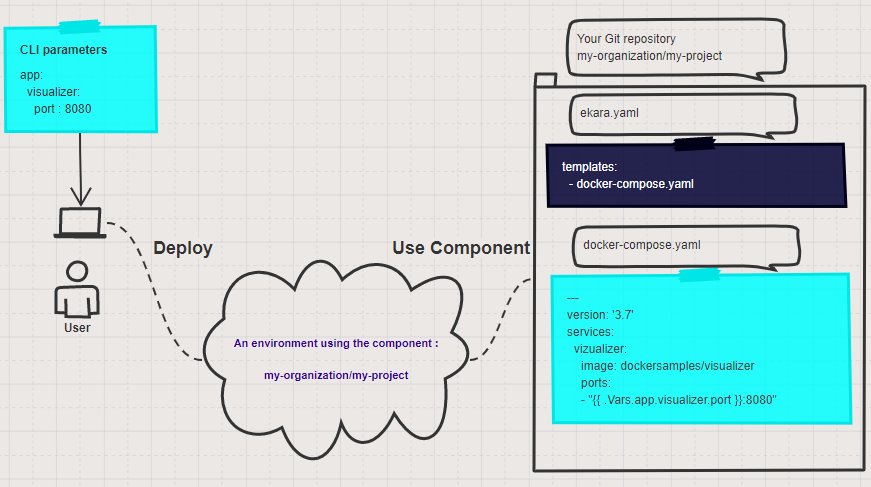 CLI parameters
app:
visualizer:
port : 8080
User
Deploy
Use Component
An environment using the component :
my-organization/my-project
Your Git repository
my-organization/my-project
ekara.yaml
templates:
- docker-compose.yaml
docker-compose.yaml
---
version: '3.7'
services:
vizualizer:
image: dockersamples/visualizer
ports:
- "{{ .Vars.app.visualizer.port }}:8080"